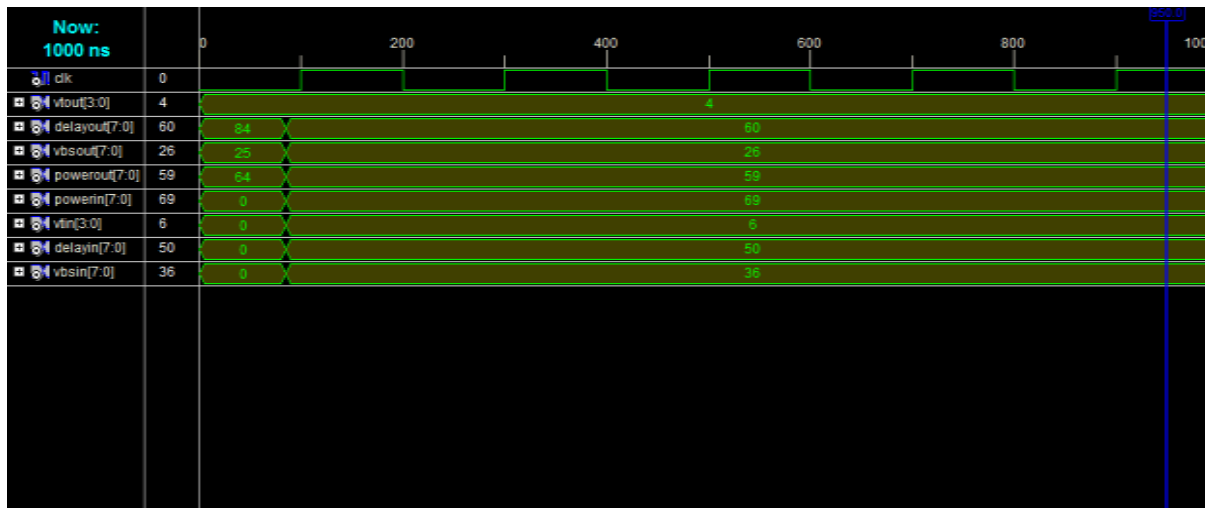 950.0
Now:
1000 ns
0 200 400 600 800 100
clk 0
vtout[3:0] 4 4
delayout[7:0] 60 84 60
vbsout[7:0] 26 25 26
powerout[7:0] 59 64 59
powerin[7:0] 69 0 69
vtin[3:0] 6 0 6
delayin[7:0] 50 0 50
vbsin[7:0] 36 0 36